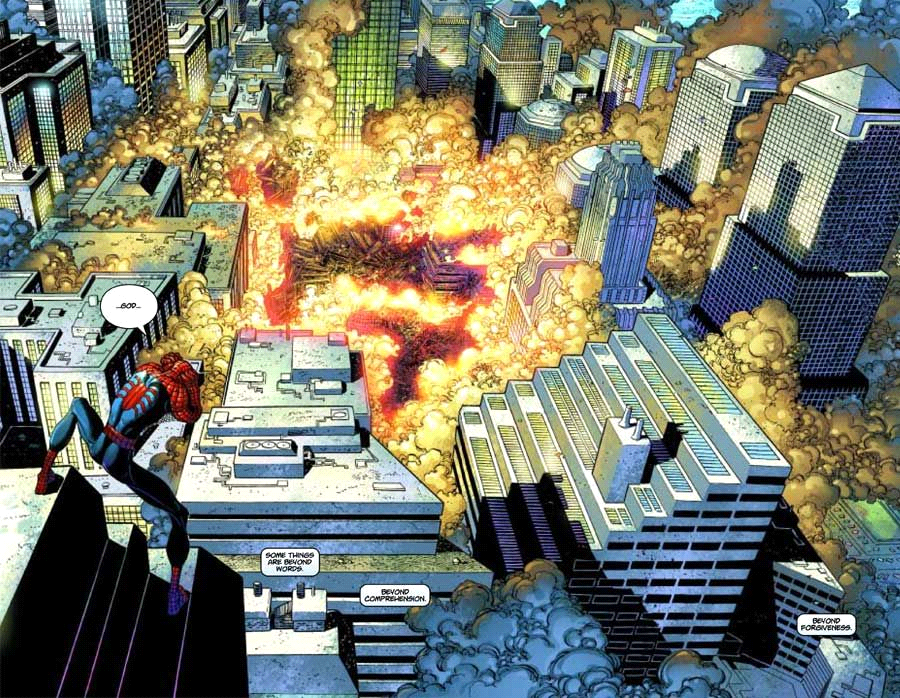 ...GOD...
SOME THINGS
ARE BEYOND
WORDS.
BEYOND
COMPREHENSION.
BEYOND
FORGIVENESS.